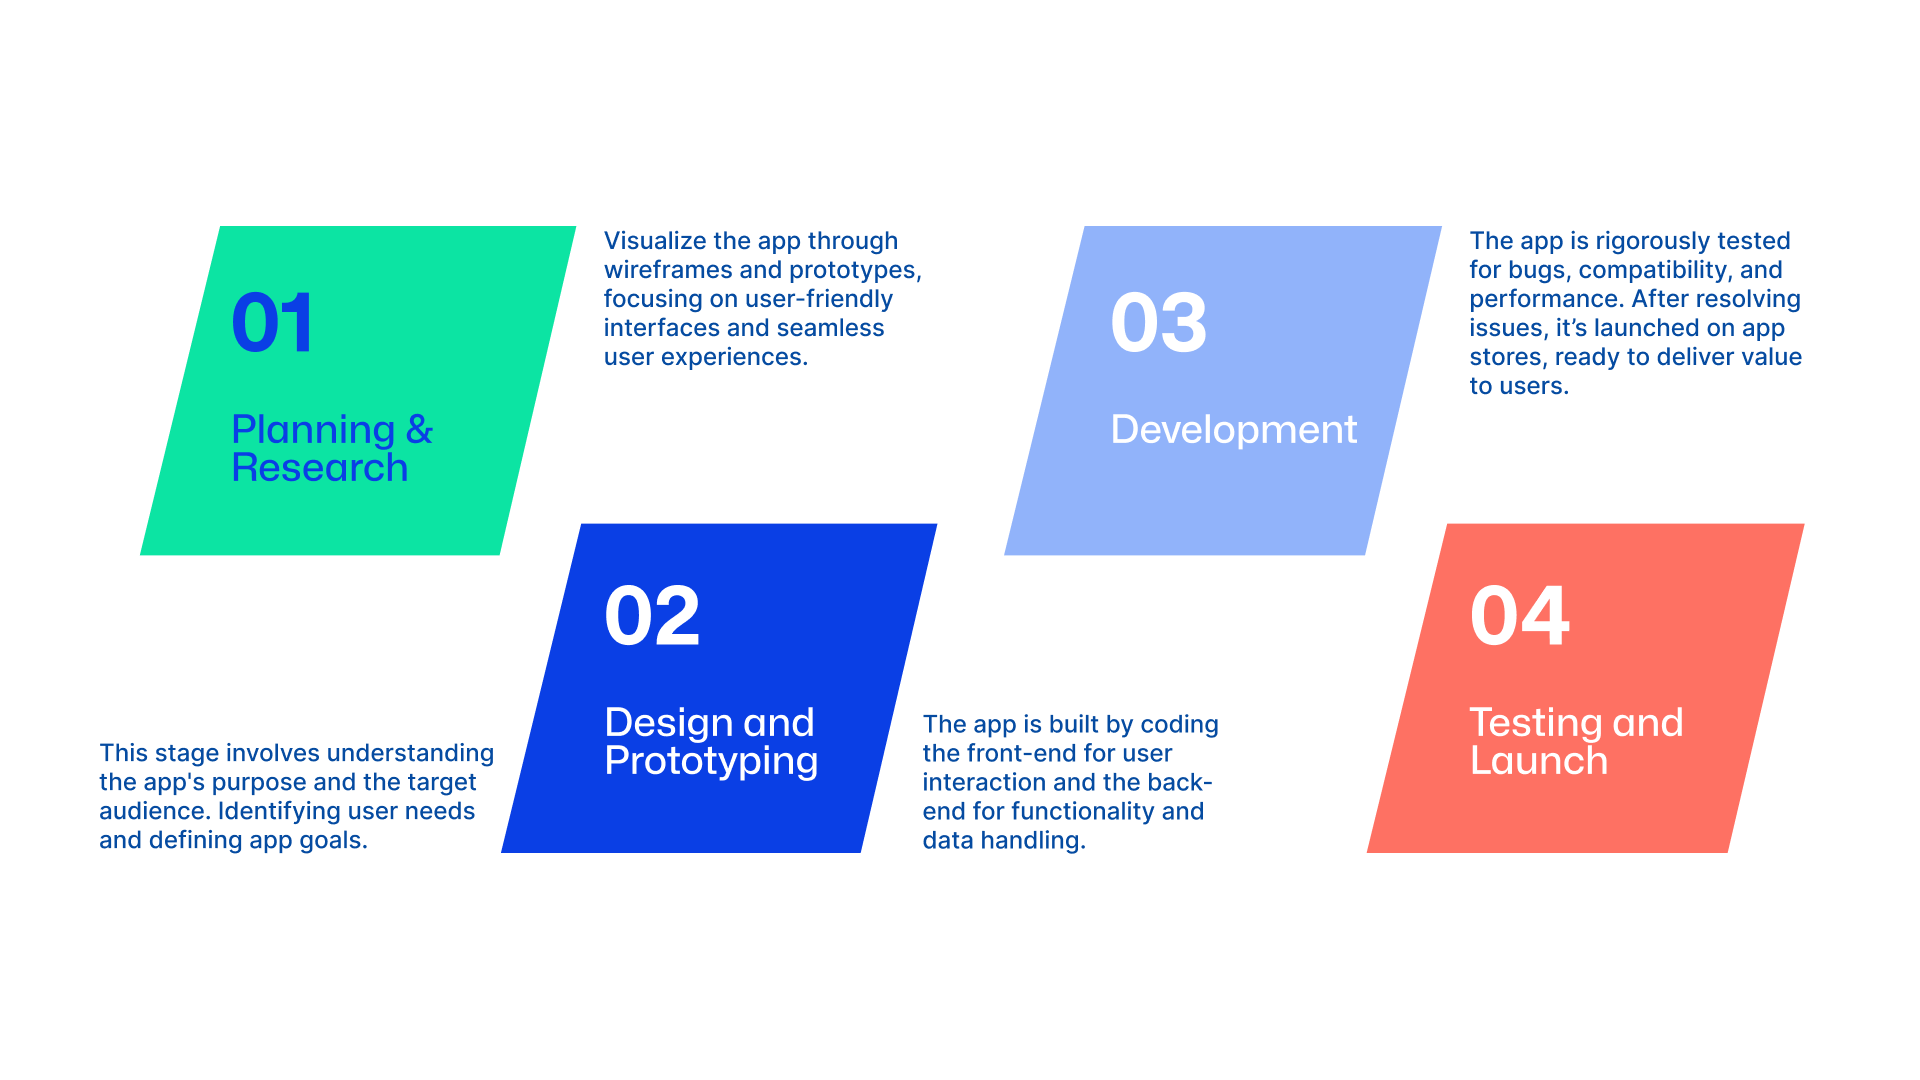 01
Planning &
Research
This stage involves understanding
the app's purpose and the target
audience. Identifying user needs
and defining app goals.
Visualize the app through
wireframes and prototypes,
focusing on user-friendly
interfaces and seamless
user experiences.
02
Design and
Prototyping
03
Development
The app is built by coding
the front-end for user
interaction and the back-
end for functionality and
data handling.
The app is rigorously tested
for bugs, compatibility, and
performance. After resolving
issues, it’s launched on app
stores, ready to deliver value
to users.
04
Testing and
Launch